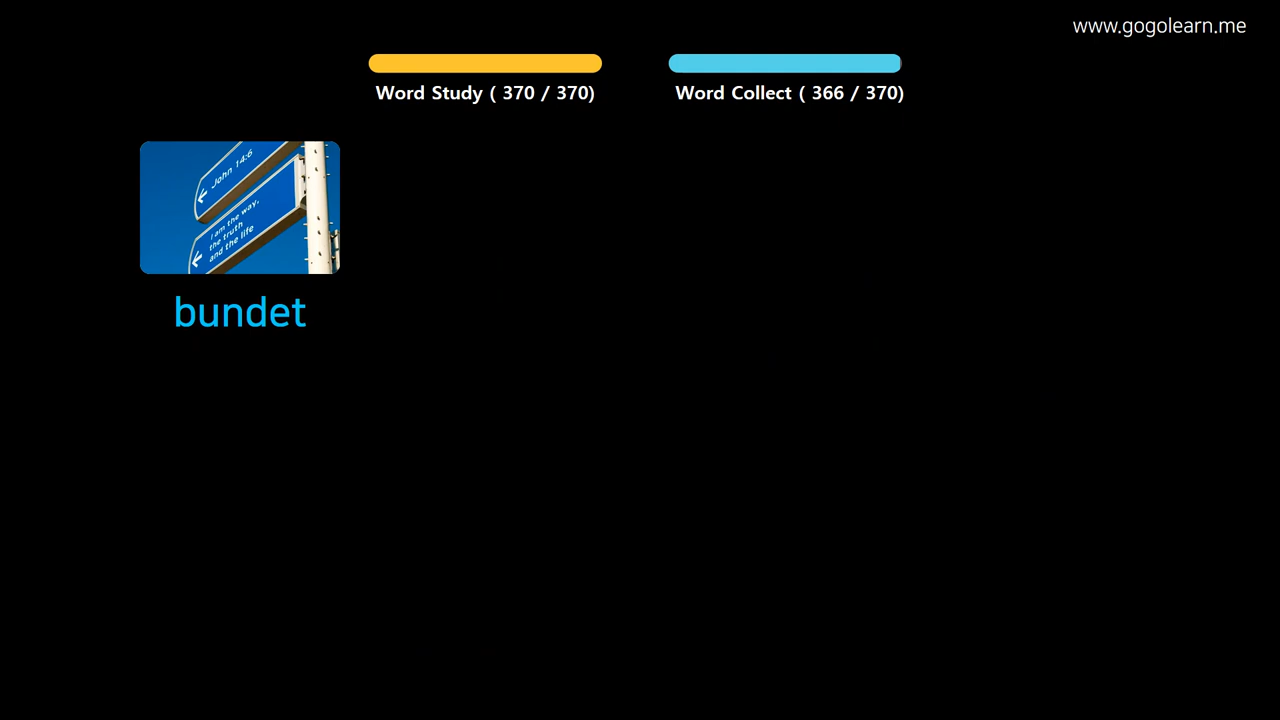 www.gogolearn.me
Word Study ( 370 / 370)
Word Collect ( 366 / 370)
John 14:6
I am the way,
the truth
and the life
bundet